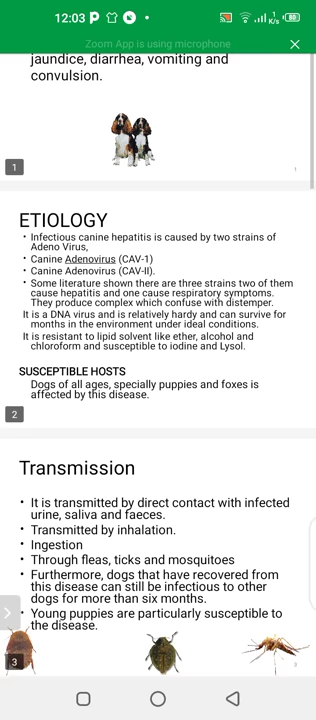 12:03
1
K/s
80
Zoom App is using microphone
jaundice, diarrhea, vomiting and
convulsion.
1
1
ETIOLOGY
• Infectious canine hepatitis is caused by two strains of
Adeno Virus,
• Canine Adenovirus (CAV-1)
• Canine Adenovirus (CAV-II).
• Some literature shown there are three strains two of them
cause hepatitis and one cause respiratory symptoms.
They produce complex which confuse with distemper.
It is a DNA virus and is relatively hardy and can survive for
months in the environment under ideal conditions.
It is resistant to lipid solvent like ether, alcohol and
chloroform and susceptible to iodine and Lysol.
SUSCEPTIBLE HOSTS
Dogs of all ages, specially puppies and foxes is
affected by this disease.
2
Transmission
• It is transmitted by direct contact with infected
urine, saliva and faeces.
• Transmitted by inhalation.
• Ingestion
• Through fleas, ticks and mosquitoes
• Furthermore, dogs that have recovered from
this disease can still be infectious to other
dogs for more than six months.
• Young puppies are particularly susceptible to
the disease.
3
3